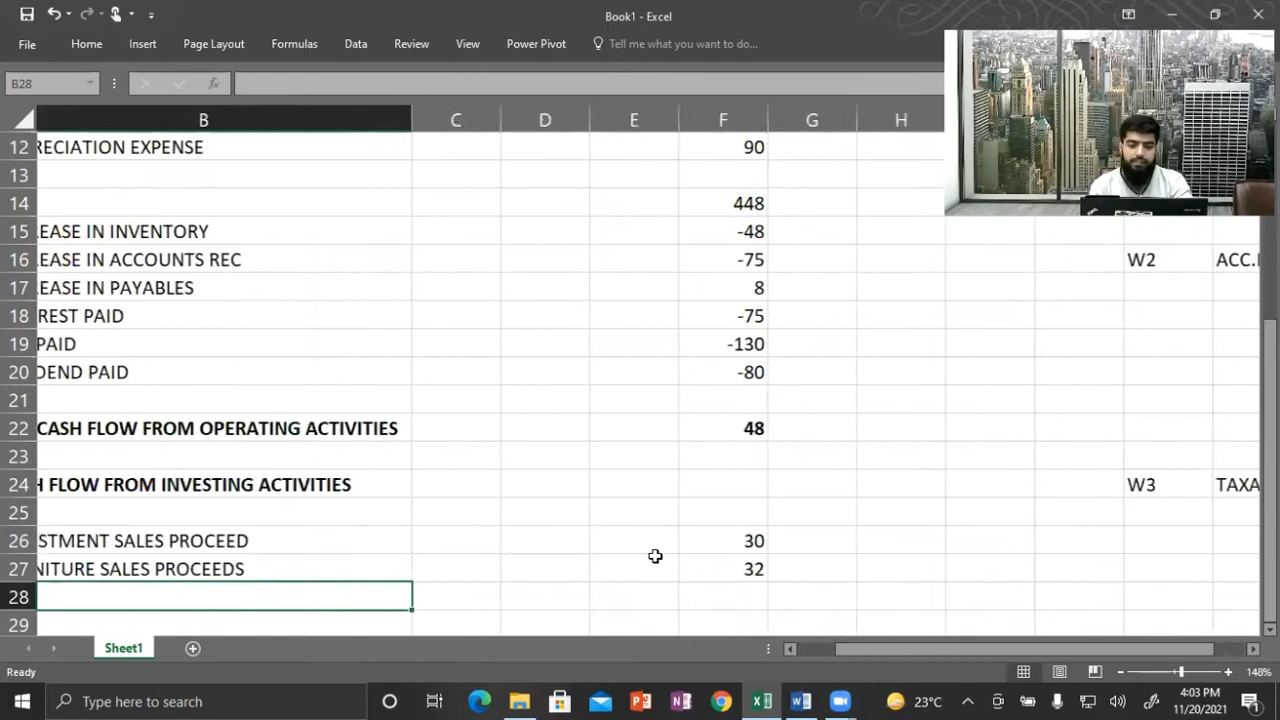 Book1 - Excel
File Home Insert Page Layout Formulas Data Review View Power Pivot Tell me what you want to do...
B28 fx
B C D E F G H
12 RECIATION EXPENSE 90
13
14 448
15 EASE IN INVENTORY -48
16 EASE IN ACCOUNTS REC -75 W2 ACC.
17 EASE IN PAYABLES 8
18 REST PAID -75
19 PAID -130
20 DEND PAID -80
21
22 CASH FLOW FROM OPERATING ACTIVITIES 48
23
24 H FLOW FROM INVESTING ACTIVITIES W3 TAXA
25
26 STMENT SALES PROCEED 30
27 NITURE SALES PROCEEDS 32
28
29
Sheet1
Ready 148%
Type here to search 23°C 4:03 PM
11/20/2021